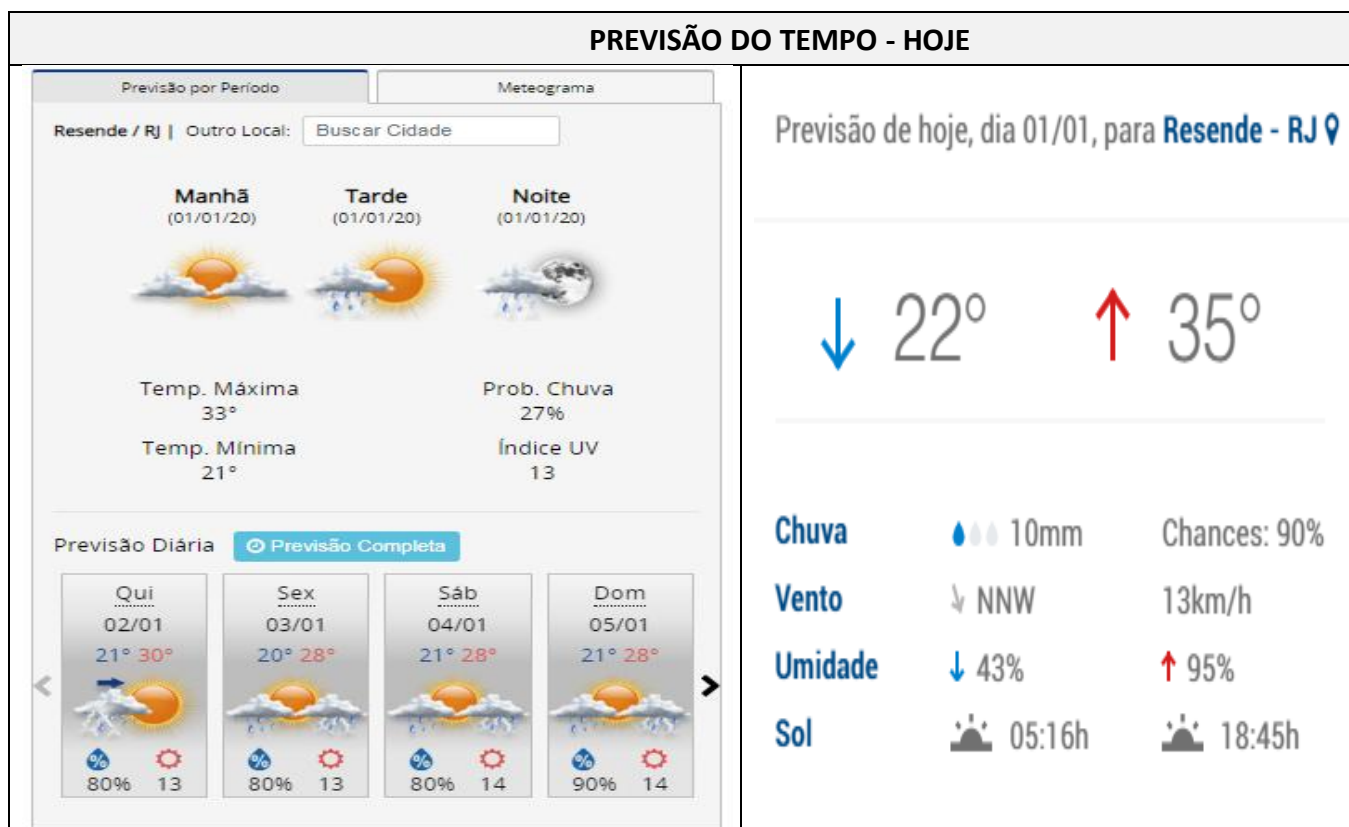 PREVISÃO DO TEMPO - HOJE
Previsão por Período
Meteograma
Resende / RJ | Outro Local: Buscar Cidade
Manhã Tarde Noite
(01/01/20) (01/01/20) (01/01/20)
Temp. Máxima Prob. Chuva
33° 27%
Temp. Mínima Índice UV
21° 13
Previsão Diária Previsão Completa
Qui Sex Sáb Dom
02/01 03/01 04/01 05/01
21° 30° 20° 28° 21° 28° 21° 28°
% % % %
80% 13 80% 13 80% 14 90% 14
Previsão de hoje, dia 01/01, para Resende - RJ
22° 35°
Chuva 10mm Chances: 90%
Vento NNW 13km/h
Umidade 43% 95%
Sol 05:16h 18:45h